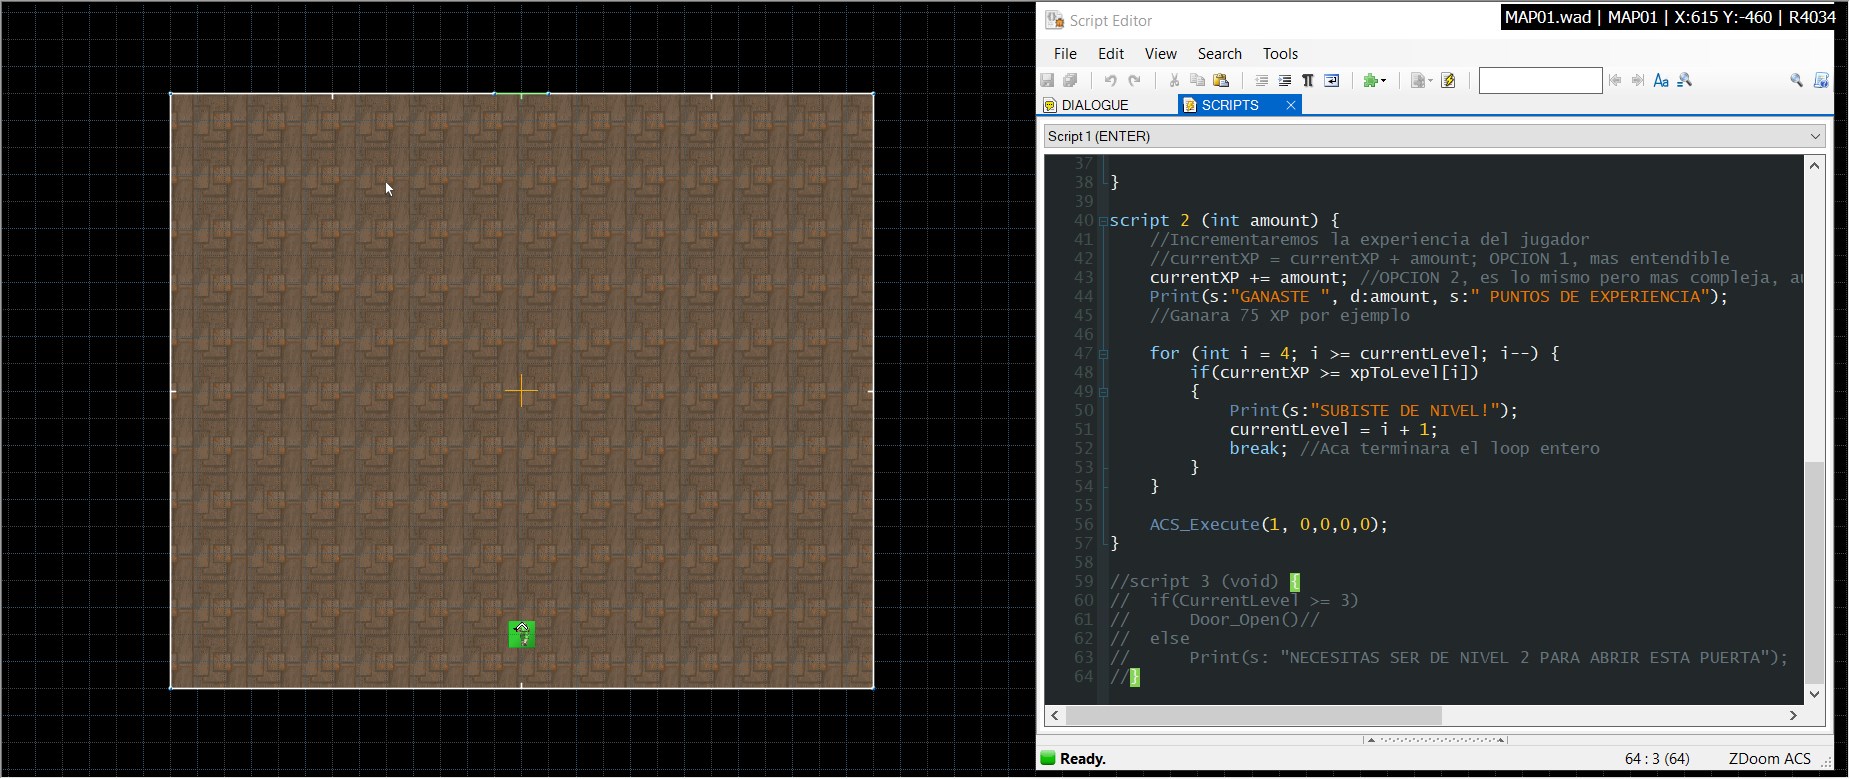 Script Editor
MAP01.wad | MAP01 | X:615 Y:-460 | R4034
File Edit View Search Tools
DIALOGUE SCRIPTS
Script 1 (ENTER)
37
38 }
39
40 script 2 (int amount) {
41 //Incrementaremos la experiencia del jugador
42 //currentXP = currentXP + amount; OPCION 1, mas entendible
43 currentXP += amount; //OPCION 2, es lo mismo pero mas compleja,
44 Print(s:"GANASTE ", d:amount, s:" PUNTOS DE EXPERIENCIA");
45 //Ganara 75 XP por ejemplo
46
47 for (int i = 4; i >= currentLevel; i--) {
48 if(currentXP >= xpToLevel[i])
49 {
50 Print(s:"SUBISTE DE NIVEL!");
51 currentLevel = i + 1;
52 break; //Aca terminara el loop entero
53 }
54 }
55
56 ACS_Execute(1, 0,0,0,0);
57 }
58
59 //script 3 (void) {
60 // if(CurrentLevel >= 3)
61 // Door_Open()//
62 // else
63 // Print(s: "NECESITAS SER DE NIVEL 2 PARA ABRIR ESTA PUERTA");
64 //}
Ready. 64 : 3 (64) ZDoom ACS